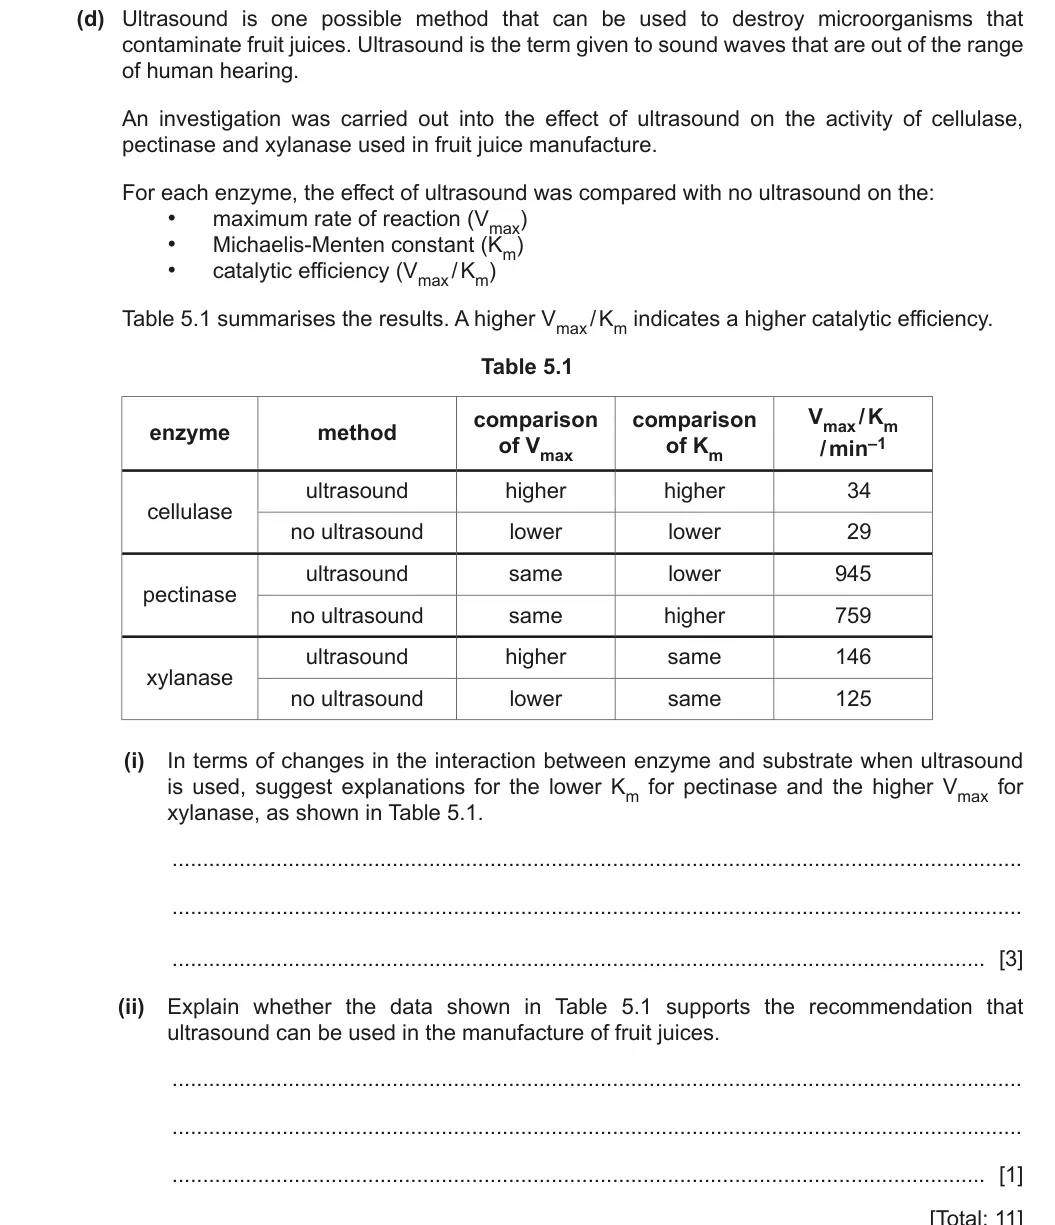 (d) Ultrasound is one possible method that can be used to destroy microorganisms that
contaminate fruit juices. Ultrasound is the term given to sound waves that are out of the range
of human hearing.
An investigation was carried out into the effect of ultrasound on the activity of cellulase,
pectinase and xylanase used in fruit juice manufacture.
For each enzyme, the effect of ultrasound was compared with no ultrasound on the:
• maximum rate of reaction (Vmax)
• Michaelis-Menten constant (Km)
• catalytic efficiency (Vmax/Km)
Table 5.1 summarises the results. A higher Vmax/Km indicates a higher catalytic efficiency.
Table 5.1
enzyme method comparison of Vmax comparison of Km Vmax/Km /min–1
cellulase ultrasound higher higher 34
no ultrasound lower lower 29
pectinase ultrasound same lower 945
no ultrasound same higher 759
xylanase ultrasound higher same 146
no ultrasound lower same 125
(i) In terms of changes in the interaction between enzyme and substrate when ultrasound
is used, suggest explanations for the lower Km for pectinase and the higher Vmax for
xylanase, as shown in Table 5.1.
[3]
(ii) Explain whether the data shown in Table 5.1 supports the recommendation that
ultrasound can be used in the manufacture of fruit juices.
[1]
[Total: 11]